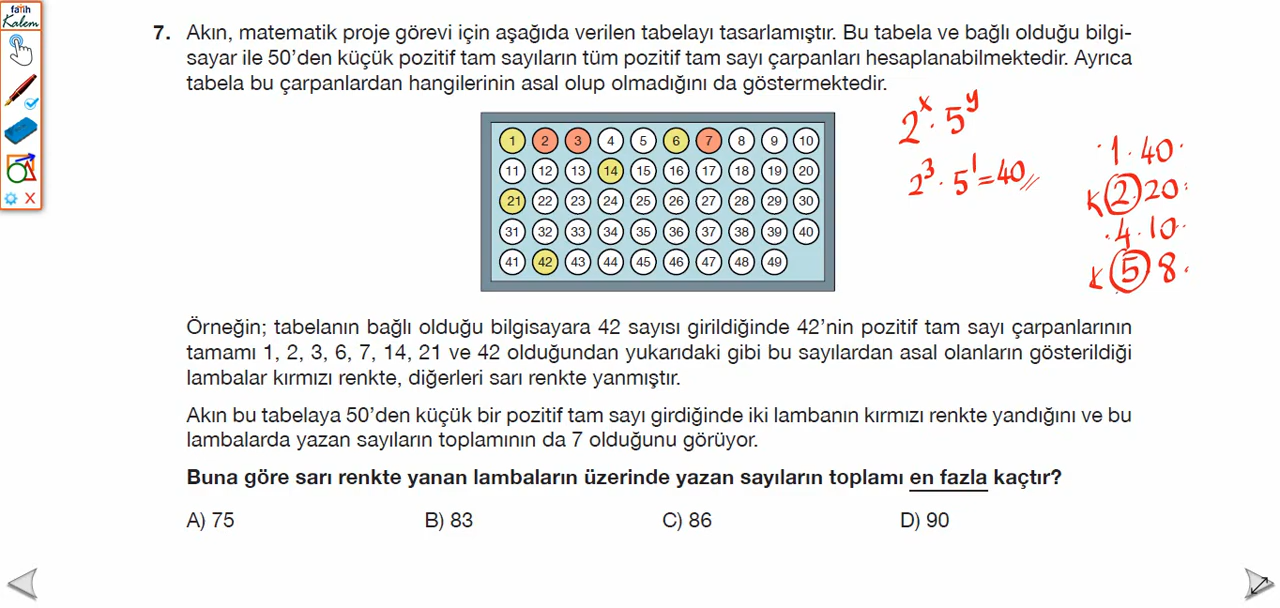 fatih
Kalem
7. Akın, matematik proje görevi için aşağıda verilen tabelayı tasarlamıştır. Bu tabela ve bağlı olduğu bilgi-
sayar ile 50'den küçük pozitif tam sayıların tüm pozitif tam sayı çarpanları hesaplanabilmektedir. Ayrıca
tabela bu çarpanlardan hangilerinin asal olup olmadığını da göstermektedir.
1 2 3 4 5 6 7 8 9 10
11 12 13 14 15 16 17 18 19 20
21 22 23 24 25 26 27 28 29 30
31 32 33 34 35 36 37 38 39 40
41 42 43 44 45 46 47 48 49
2^x · 5^y
2^3 · 5^1 = 40
1 · 40
K 2 · 20
4 · 10
K 5 8
Örneğin; tabelanın bağlı olduğu bilgisayara 42 sayısı girildiğinde 42'nin pozitif tam sayı çarpanlarının
tamamı 1, 2, 3, 6, 7, 14, 21 ve 42 olduğundan yukarıdaki gibi bu sayılardan asal olanların gösterildiği
lambalar kırmızı renkte, diğerleri sarı renkte yanmıştır.
Akın bu tabelaya 50'den küçük bir pozitif tam sayı girdiğinde iki lambanın kırmızı renkte yandığını ve bu
lambalarda yazan sayıların toplamının da 7 olduğunu görüyor.
Buna göre sarı renkte yanan lambaların üzerinde yazan sayıların toplamı en fazla kaçtır?
A) 75 B) 83 C) 86 D) 90